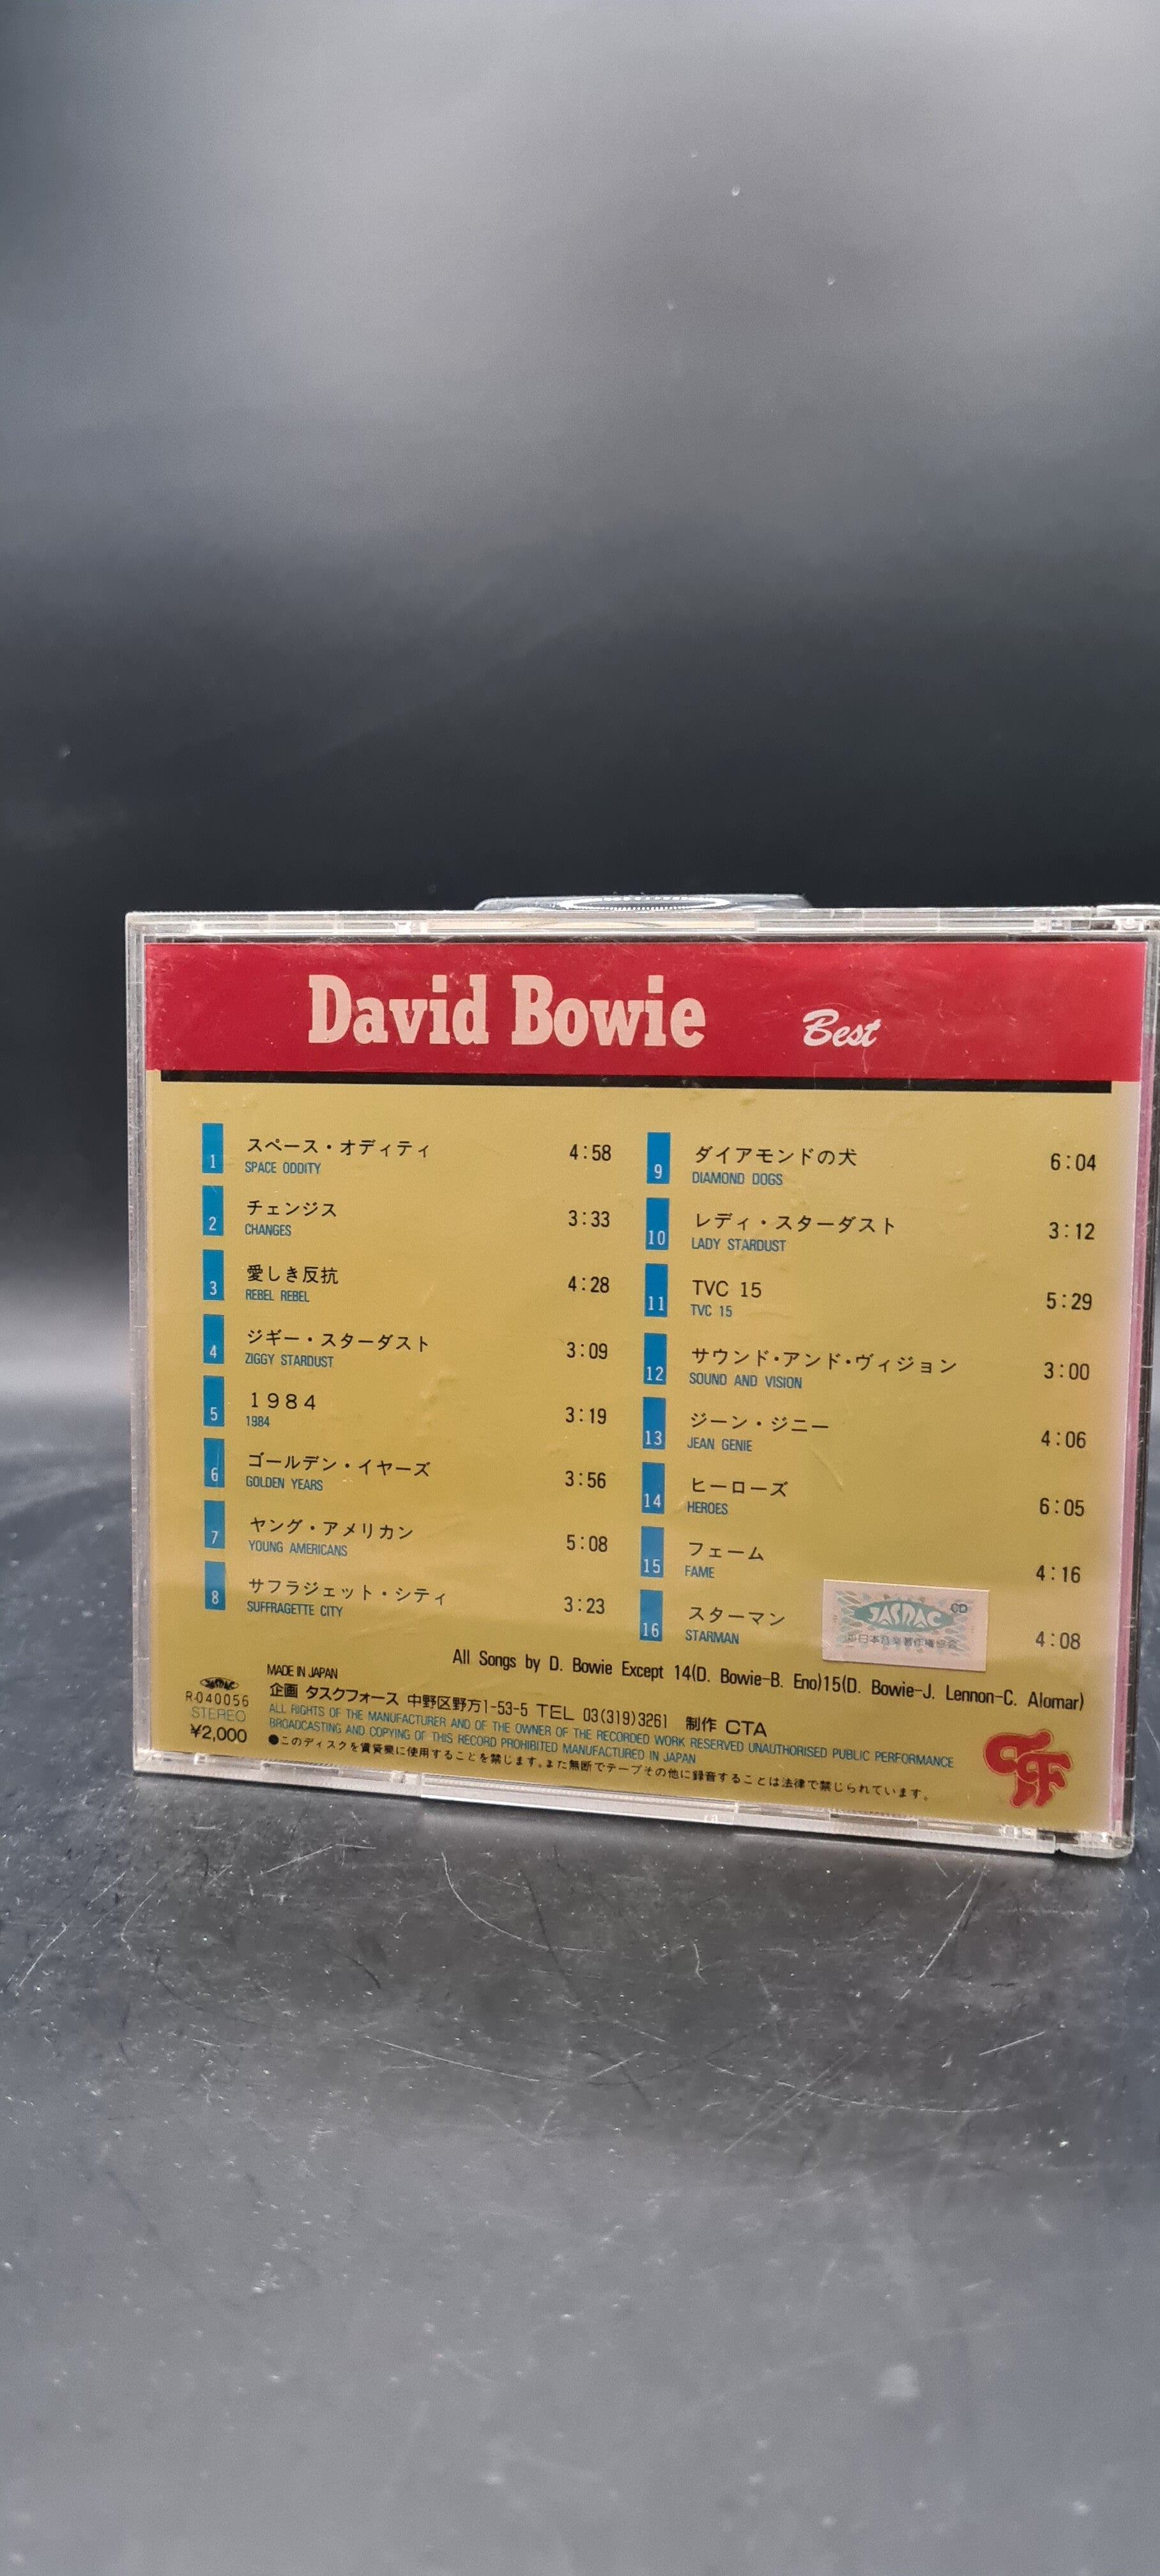 David Bowie Best
1 スペース・オディティ 4:58
SPACE ODDITY
2 チェンジス 3:33
CHANGES
3 愛しき反抗 4:28
REBEL REBEL
4 ジギー・スターダスト 3:09
ZIGGY STARDUST
5 1984 3:19
1984
6 ゴールデン・イヤーズ 3:56
GOLDEN YEARS
7 ヤング・アメリカン 5:08
YOUNG AMERICANS
8 サフラジェット・シティ 3:23
SUFFRAGETTE CITY
9 ダイアモンドの犬 6:04
DIAMOND DOGS
10 レディ・スターダスト 3:12
LADY STARDUST
11 TVC 15 5:29
TVC 15
12 サウンド・アンド・ヴィジョン 3:00
SOUND AND VISION
13 ジーン・ジニー 4:06
JEAN GENIE
14 ヒーローズ 6:05
HEROES
15 フェーム 4:16
FAME
16 スターマン 4:08
STARMAN
JASRAC CD
日本音楽著作権協会
All Songs by D. Bowie Except 14(D. Bowie-B. Eno)15(D. Bowie-J. Lennon-C. Alomar)
JASRAC
R-040056
STEREO
¥2,000
MADE IN JAPAN
企画 タスクフォース 中野区野方1-53-5 TEL 03(319)3261 制作 CTA
ALL RIGHTS OF THE MANUFACTURER AND OF THE OWNER OF THE RECORDED WORK RESERVED UNAUTHORISED PUBLIC PERFORMANCE
BROADCASTING AND COPYING OF THIS RECORD PROHIBITED MANUFACTURED IN JAPAN
●このディスクを賃貸業に使用することを禁じます。また無断でテープその他に録音することは法律で禁じられています。